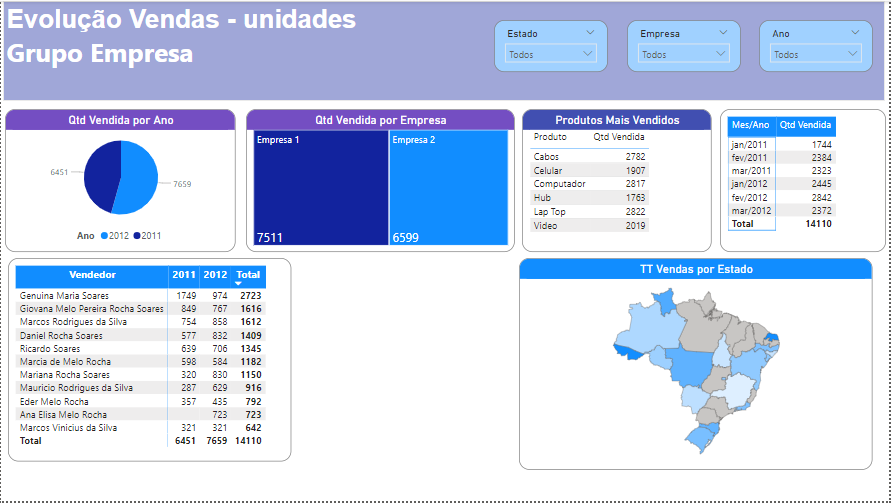 Evolução Vendas - unidades
Grupo Empresa
Estado
Todos
Empresa
Todos
Ano
Todos
Qtd Vendida por Ano
6451
7659
Ano 2012 2011
Qtd Vendida por Empresa
Empresa 1
7511
Empresa 2
6599
Produtos Mais Vendidos
Produto Qtd Vendida
Cabos 2782
Celular 1907
Computador 2817
Hub 1763
Lap Top 2822
Video 2019
Mes/Ano Qtd Vendida
jan/2011 1744
fev/2011 2384
mar/2011 2323
jan/2012 2445
fev/2012 2842
mar/2012 2372
Total 14110
Vendedor 2011 2012 Total
Genuina Maria Soares 1749 974 2723
Giovana Melo Pereira Rocha Soares 849 767 1616
Marcos Rodrigues da Silva 754 858 1612
Daniel Rocha Soares 577 832 1409
Ricardo Soares 639 706 1345
Marcia de Melo Rocha 598 584 1182
Mariana Rocha Soares 320 830 1150
Mauricio Rodrigues da Silva 287 629 916
Eder Melo Rocha 357 435 792
Ana Elisa Melo Rocha 723 723
Marcos Vinicius da Silva 321 321 642
Total 6451 7659 14110
TT Vendas por Estado